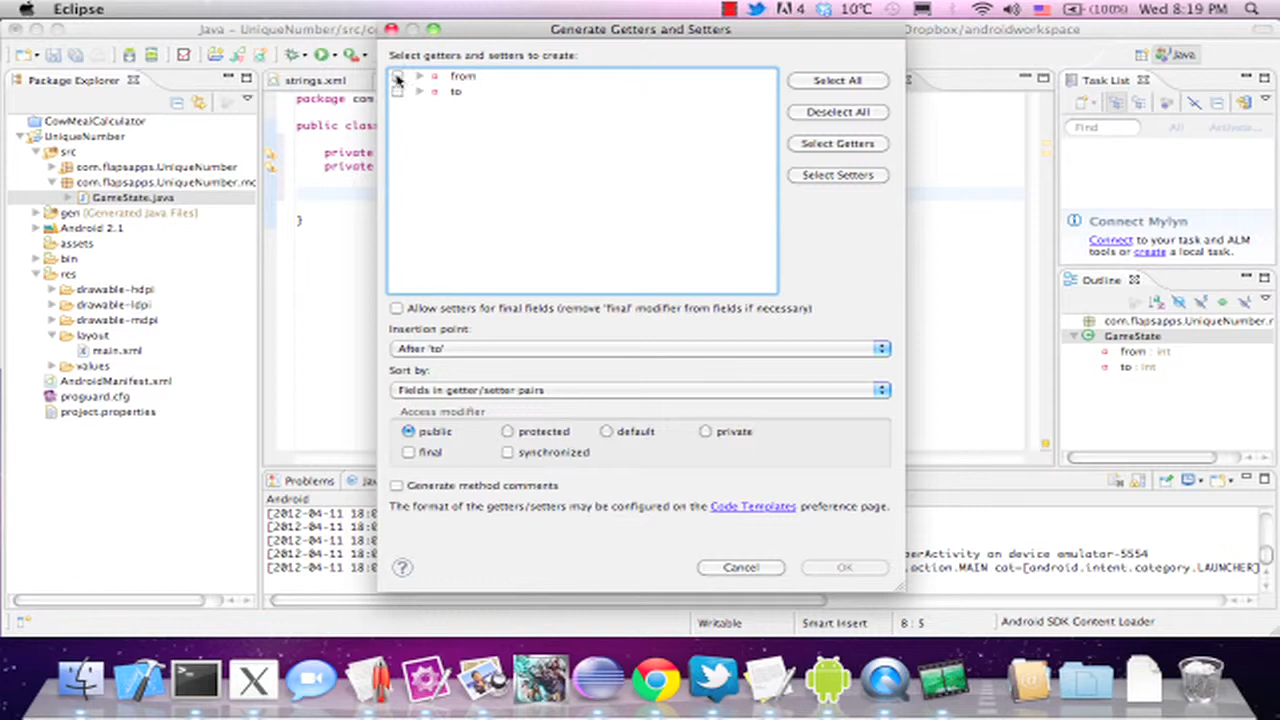 Eclipse
4
10°C
(100%)
Wed 8:19 PM
Java – UniqueNumber/src/co
Generate Getters and Setters
Dropbox/androidworkspace
Java
Package Explorer
strings.xml
CowMealCalculator
UniqueNumber
src
com.flapsapps.UniqueNumber
com.flapsapps.UniqueNumber.mo
GameState.java
gen (Generated Java Files)
Android 2.1
assets
bin
res
drawable-hdpi
drawable-ldpi
drawable-mdpi
layout
main.xml
values
AndroidManifest.xml
proguard.cfg
project.properties
package com.
public class
private
private
}
Select getters and setters to create:
from
to
Select All
Deselect All
Select Getters
Select Setters
Allow setters for final fields (remove 'final' modifier from fields if necessary)
Insertion point:
After 'to'
Sort by:
Fields in getter/setter pairs
Access modifier
public
protected
default
private
final
synchronized
Generate method comments
The format of the getters/setters may be configured on the Code Templates preference page.
?
Cancel
OK
Task List
Find
All
Activate...
Connect Mylyn
Connect to your task and ALM
tools or create a local task.
Outline
com.flapsapps.UniqueNumber.r
GameState
from : int
to : int
Problems
Jav
Android
[2012-04-11 18:0
[2012-04-11 18:0
[2012-04-11 18:0
[2012-04-11 18:0
[2012-04-11 18:0
berActivity on device emulator-5554
.action.MAIN cat=[android.intent.category.LAUNCHER]
Writable
Smart Insert
8 : 5
Android SDK Content Loader